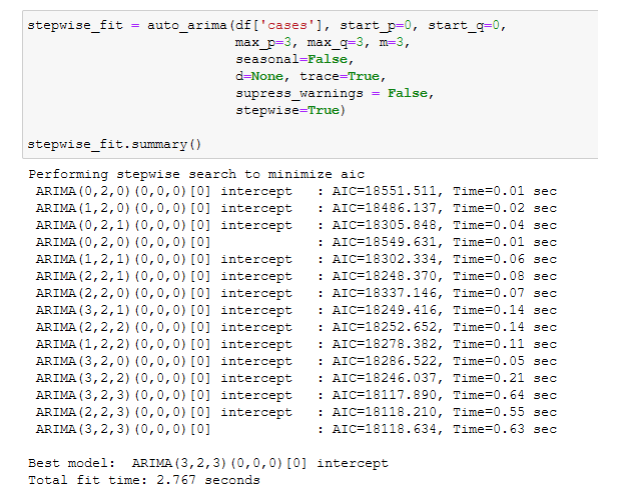 stepwise_fit = auto_arima(df['cases'], start_p=0, start_q=0,
max_p=3, max_q=3, m=3,
seasonal=False,
d=None, trace=True,
supress_warnings = False,
stepwise=True)
stepwise_fit.summary()
Performing stepwise search to minimize aic
ARIMA(0,2,0)(0,0,0)[0] intercept : AIC=18551.511, Time=0.01 sec
ARIMA(1,2,0)(0,0,0)[0] intercept : AIC=18486.137, Time=0.02 sec
ARIMA(0,2,1)(0,0,0)[0] intercept : AIC=18305.848, Time=0.04 sec
ARIMA(0,2,0)(0,0,0)[0] : AIC=18549.631, Time=0.01 sec
ARIMA(1,2,1)(0,0,0)[0] intercept : AIC=18302.334, Time=0.06 sec
ARIMA(2,2,1)(0,0,0)[0] intercept : AIC=18248.370, Time=0.08 sec
ARIMA(2,2,0)(0,0,0)[0] intercept : AIC=18337.146, Time=0.07 sec
ARIMA(3,2,1)(0,0,0)[0] intercept : AIC=18249.416, Time=0.14 sec
ARIMA(2,2,2)(0,0,0)[0] intercept : AIC=18252.652, Time=0.14 sec
ARIMA(1,2,2)(0,0,0)[0] intercept : AIC=18278.382, Time=0.11 sec
ARIMA(3,2,0)(0,0,0)[0] intercept : AIC=18286.522, Time=0.05 sec
ARIMA(3,2,2)(0,0,0)[0] intercept : AIC=18246.037, Time=0.21 sec
ARIMA(3,2,3)(0,0,0)[0] intercept : AIC=18117.890, Time=0.64 sec
ARIMA(2,2,3)(0,0,0)[0] intercept : AIC=18118.210, Time=0.55 sec
ARIMA(3,2,3)(0,0,0)[0] : AIC=18118.634, Time=0.63 sec
Best model: ARIMA(3,2,3)(0,0,0)[0] intercept
Total fit time: 2.767 seconds